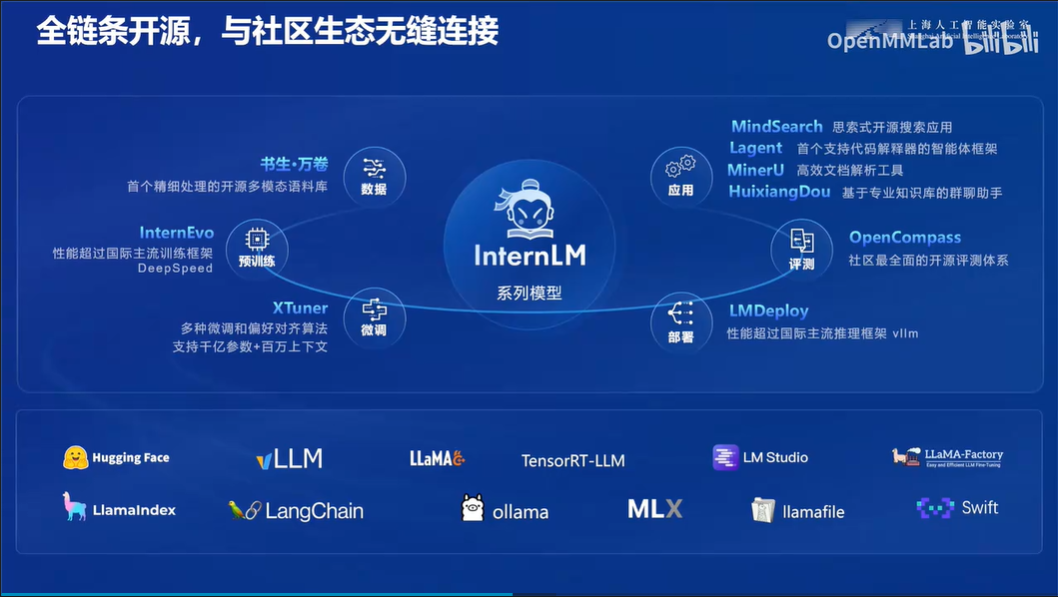 全链条开源，与社区生态无缝连接
上海人工智能实验室
OpenMMLab bilibili
书生·万卷
首个精细处理的开源多模态语料库
数据
InternEvo
性能超过国际主流训练框架
DeepSpeed
预训练
XTuner
多种微调和偏好对齐算法
支持千亿参数+百万上下文
微调
InternLM
系列模型
应用
MindSearch 思索式开源搜索应用
Lagent 首个支持代码解释器的智能体框架
MinerU 高效文档解析工具
HuixiangDou 基于专业知识库的群聊助手
评测
OpenCompass
社区最全面的开源评测体系
部署
LMDeploy
性能超过国际主流推理框架 vllm
Hugging Face
vLLM
LLaMA
TensorRT-LLM
LM Studio
LLaMA-Factory
Easy and Efficient LLM Fine-Tuning
LlamaIndex
LangChain
ollama
MLX
llamafile
Swift